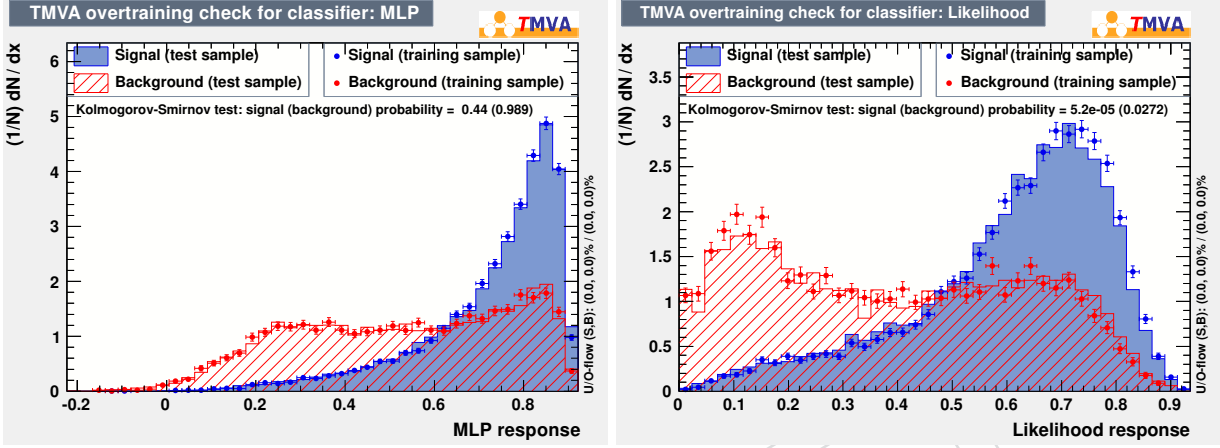 TMVA overtraining check for classifier: MLP
TMVA
(1/N) dN / dx
Signal (test sample)
Background (test sample)
Signal (training sample)
Background (training sample)
Kolmogorov-Smirnov test: signal (background) probability = 0.44 (0.989)
6
5
4
3
2
1
0
-0.2 0 0.2 0.4 0.6 0.8
MLP response
U/O-flow (S,B): (0.0, 0.0)% / (0.0, 0.0)%
TMVA overtraining check for classifier: Likelihood
TMVA
(1/N) dN / dx
Signal (test sample)
Background (test sample)
Signal (training sample)
Background (training sample)
Kolmogorov-Smirnov test: signal (background) probability = 5.2e-05 (0.0272)
3.5
3
2.5
2
1.5
1
0.5
0
0 0.1 0.2 0.3 0.4 0.5 0.6 0.7 0.8 0.9
Likelihood response
U/O-flow (S,B): (0.0, 0.0)% / (0.0, 0.0)%